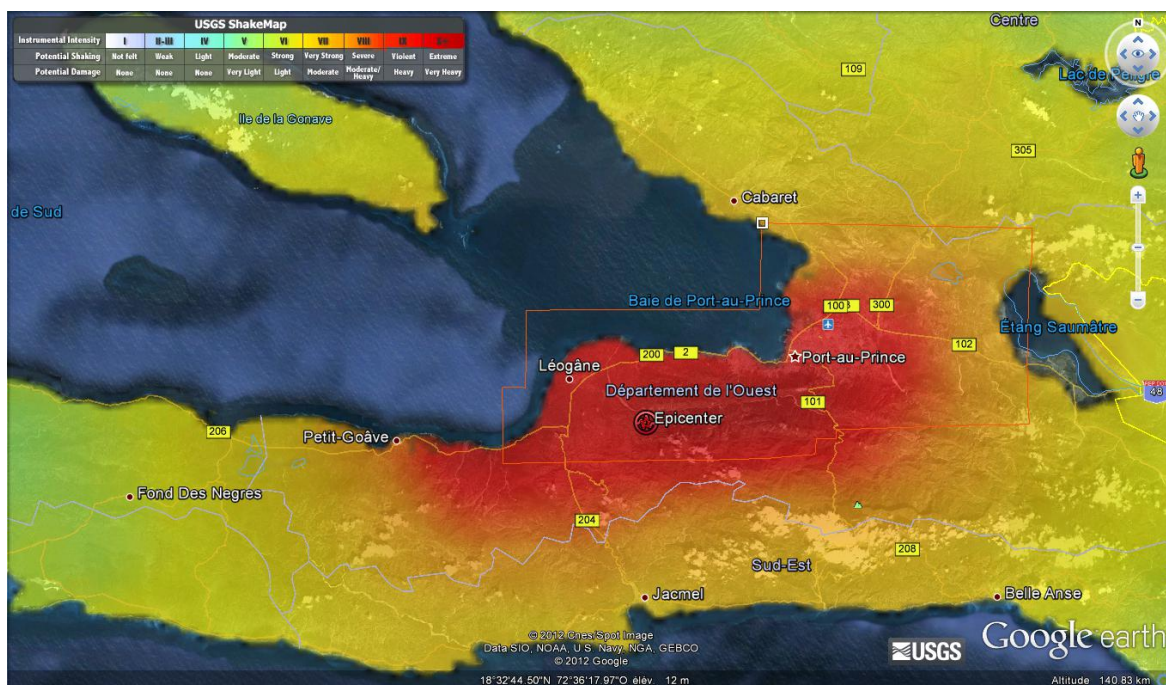 USGS ShakeMap
Instrumental Intensity I II-III IV V VI VII VIII IX X+
Potential Shaking Not felt Weak Light Moderate Strong Very Strong Severe Violent Extreme
Potential Damage None None None Very Light Light Moderate Moderate/ Heavy Heavy Very Heavy
Centre
N
109
Lac de Peligre
Ile de la Gonave
305
Cabaret
de Sud
Baie de Port-au-Prince
100
300
Étang Saumâtre
102
200
2
Port-au-Prince
Léogâne
Département de l'Ouest
48
101
Epicenter
206
Petit-Goâve
Fond Des Negres
204
208
Sud-Est
Jacmel
Belle Anse
© 2012 Cnes/Spot Image
Data SIO, NOAA, U.S. Navy, NGA, GEBCO
© 2012 Google
USGS
Google earth
18°32'44.50"N 72°36'17.97"O élév. 12 m
Altitude 140.83 km